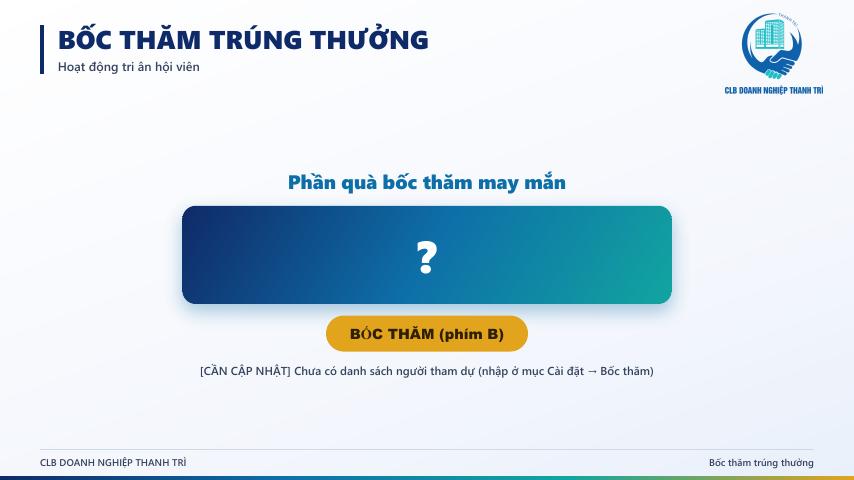 BỐC THĂM TRÚNG THƯỞNG
Hoạt động tri ân hội viên
THANH TRÌ
CLB DOANH NGHIỆP THANH TRÌ
Phần quà bốc thăm may mắn
?
BỐC THĂM (phím B)
[CẦN CẬP NHẬT] Chưa có danh sách người tham dự (nhập ở mục Cài đặt → Bốc thăm)
CLB DOANH NGHIỆP THANH TRÌ
Bốc thăm trúng thưởng